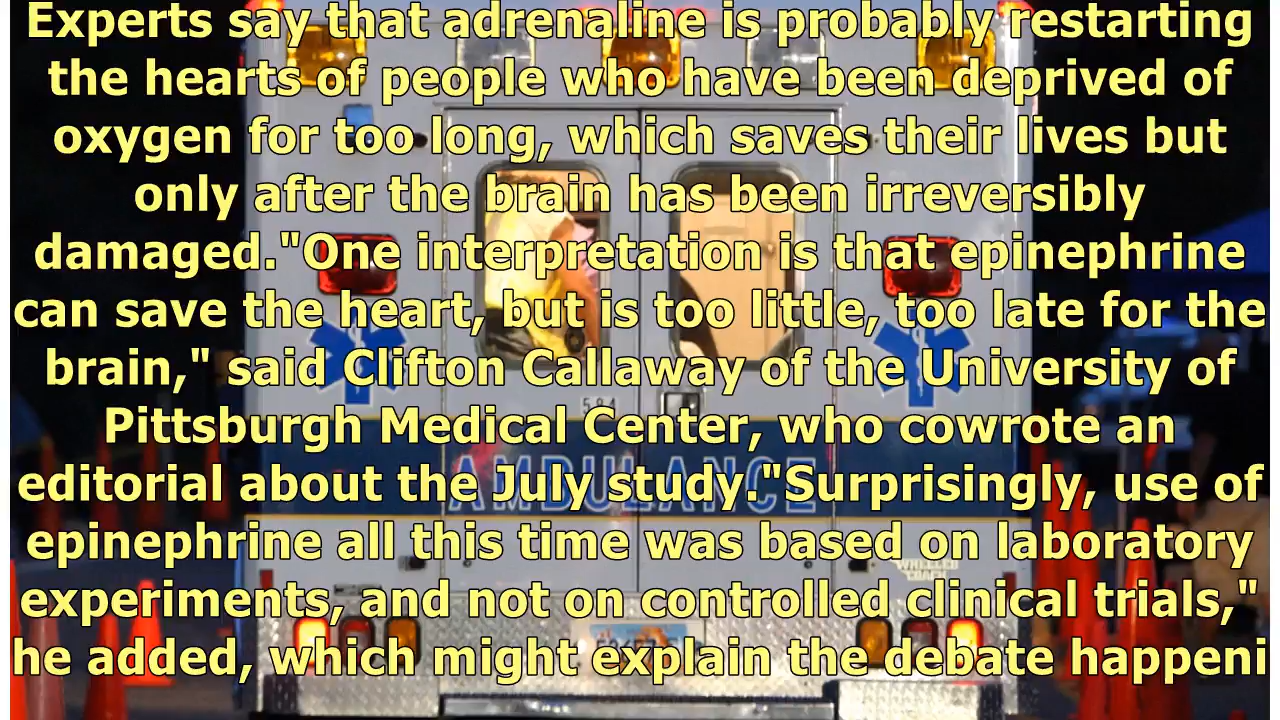 Experts say that adrenaline is probably restarting
the hearts of people who have been deprived of
oxygen for too long, which saves their lives but
only after the brain has been irreversibly
damaged."One interpretation is that epinephrine
can save the heart, but is too little, too late for the
brain," said Clifton Callaway of the University of
594
Pittsburgh Medical Center, who cowrote an
editorial about the July study."Surprisingly, use of
AMBULANCE
epinephrine all this time was based on laboratory
WHEELED
COACH
experiments, and not on controlled clinical trials,"
he added, which might explain the debate happeni